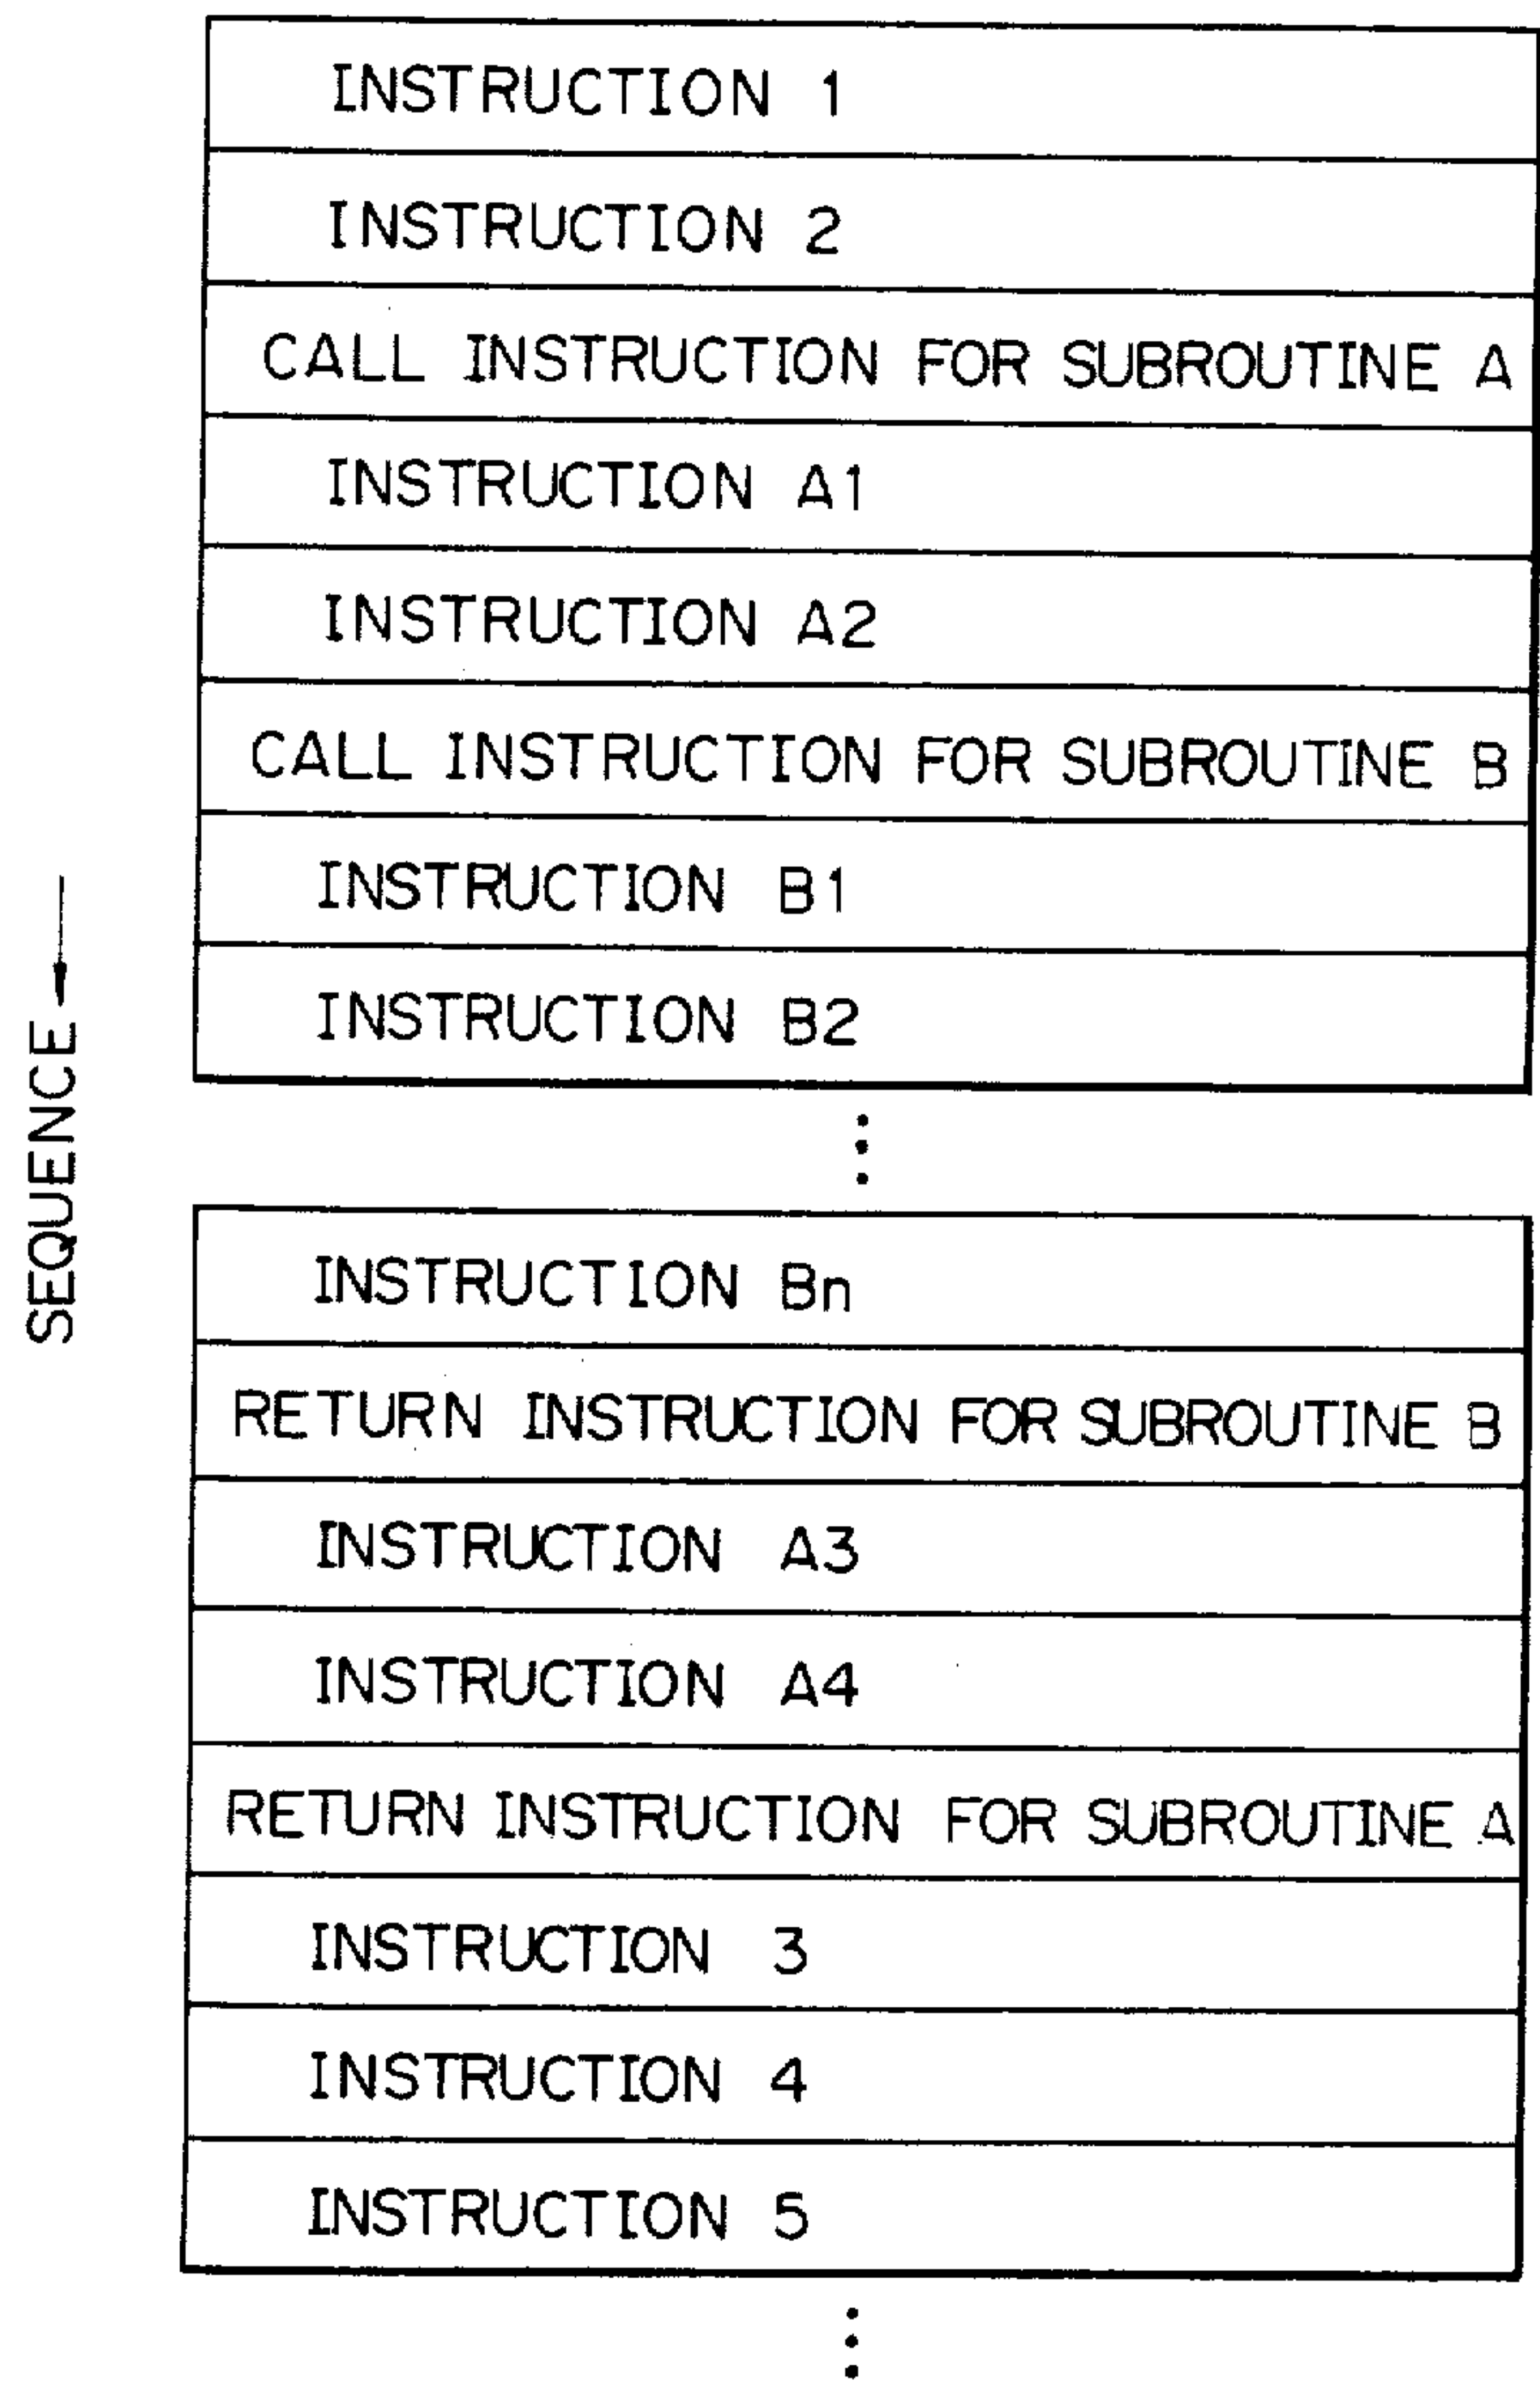 INSTRUCTION 1
INSTRUCTION 2
CALL INSTRUCTION FOR SUBROUTINE A
INSTRUCTION A1
INSTRUCTION A2
CALL INSTRUCTION FOR SUBROUTINE B
INSTRUCTION B1
INSTRUCTION B2
SEQUENCE
INSTRUCTION Bn
RETURN INSTRUCTION FOR SUBROUTINE B
INSTRUCTION A3
INSTRUCTION A4
RETURN INSTRUCTION FOR SUBROUTINE A
INSTRUCTION 3
INSTRUCTION 4
INSTRUCTION 5